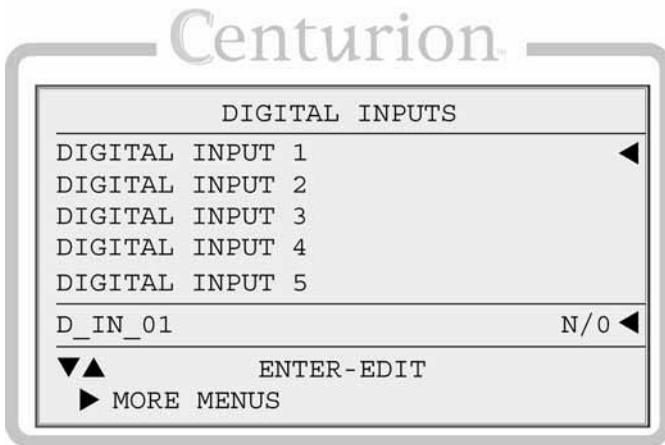 Centurion™
DIGITAL INPUTS
DIGITAL INPUT 1 ◀
DIGITAL INPUT 2
DIGITAL INPUT 3
DIGITAL INPUT 4
DIGITAL INPUT 5
D_IN_01 N/0 ◀
▼▲ ENTER-EDIT
▶ MORE MENUS